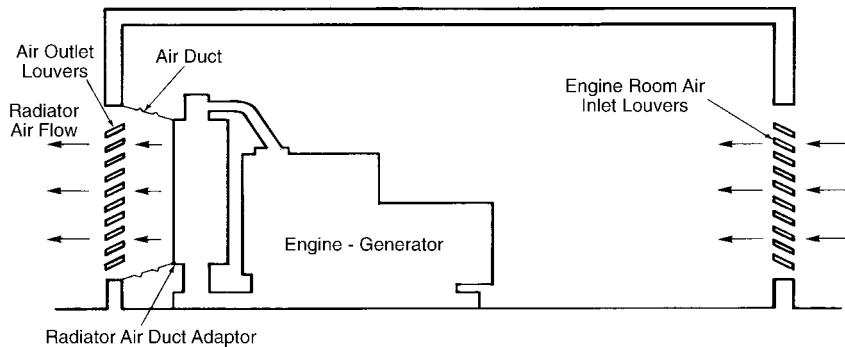 Air Outlet
Louvers
Air Duct
Radiator
Air Flow
Engine Room Air
Inlet Louvers
Engine - Generator
Radiator Air Duct Adaptor